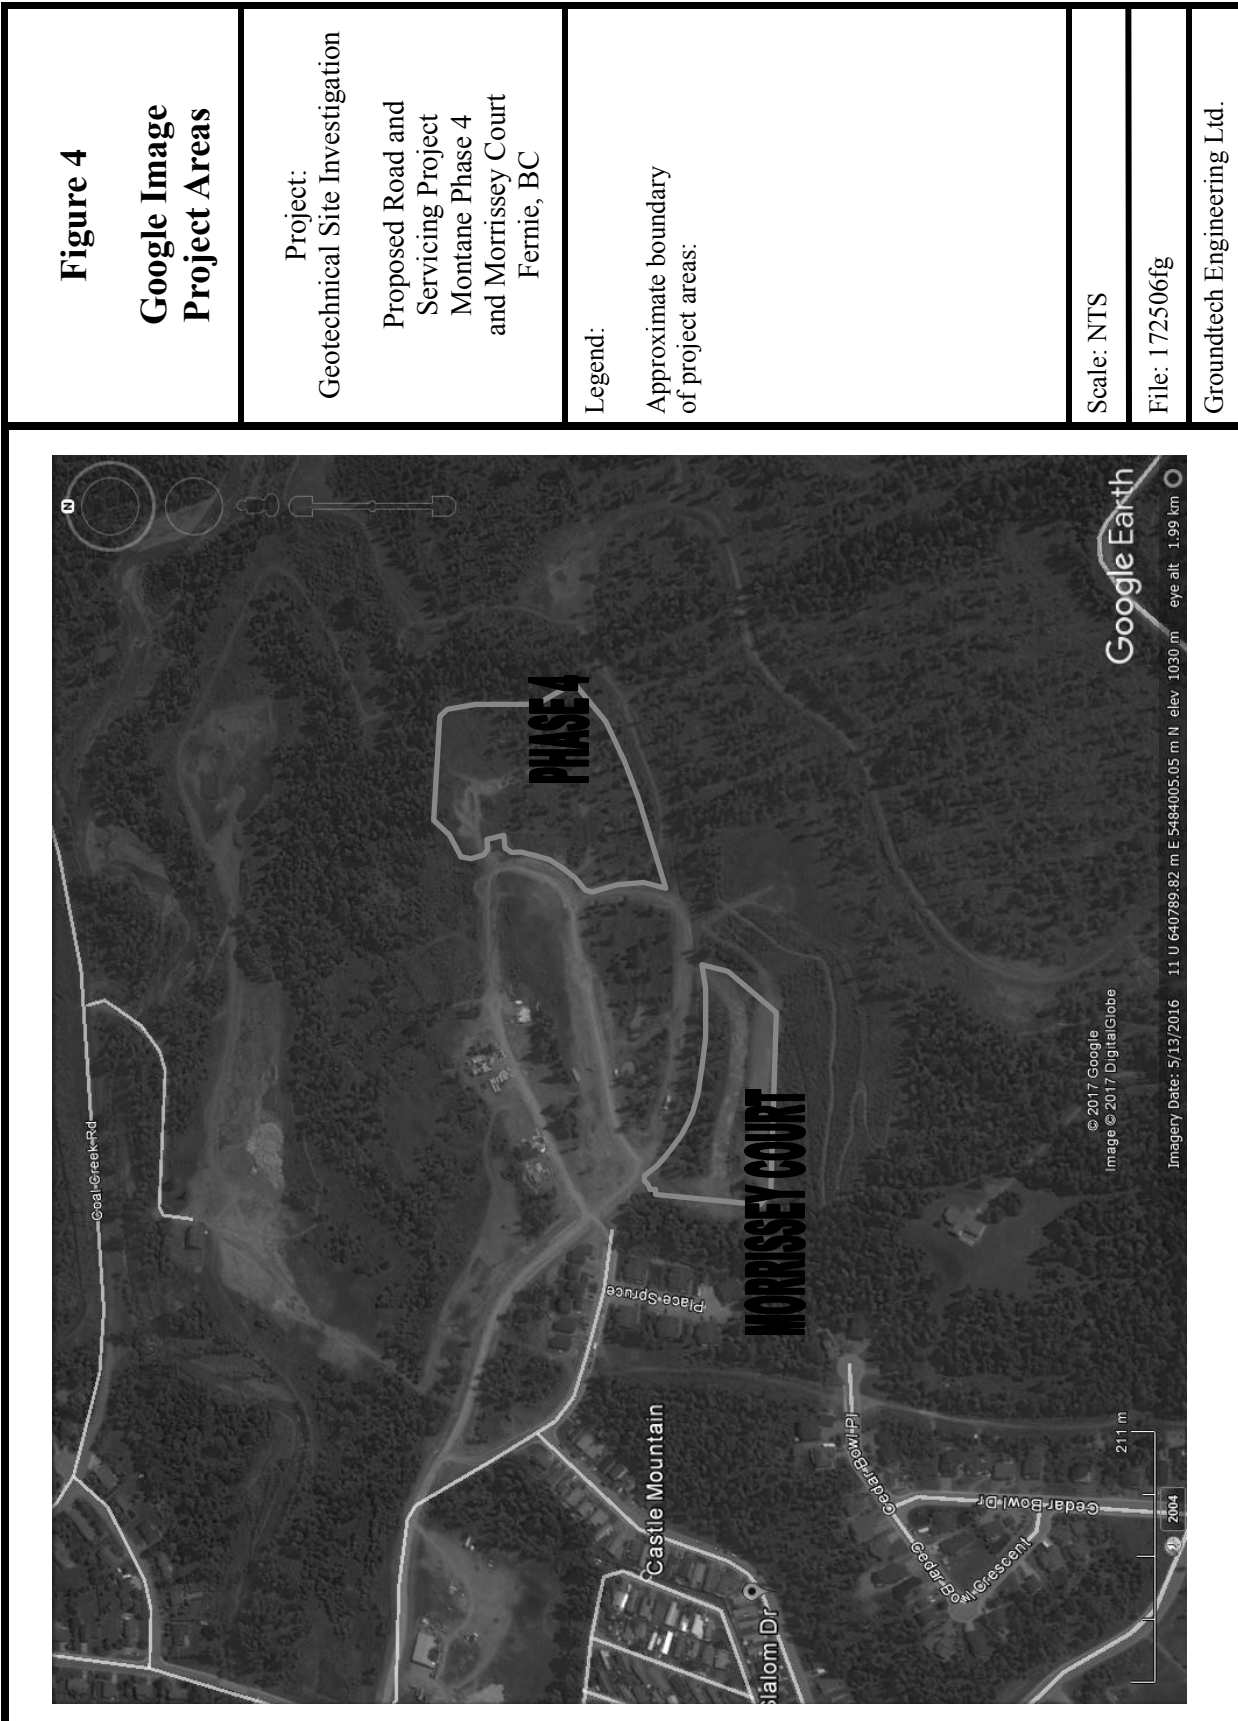 Figure 4
Google Image
Project Areas
Project:
Geotechnical Site Investigation
Proposed Road and
Servicing Project
Montane Phase 4
and Morrissey Court
Fernie, BC
Legend:
Approximate boundary
of project areas:
Scale: NTS
File: 172506fg
Groundtech Engineering Ltd.
N
Coal Creek Rd
PHASE 4
MORRISSEY COURT
Place Spruce
Castle Mountain
Slalom Dr
Cedar Bowl Pl
Cedar Bowl Dr
Cedar Bowl Crescent
© 2017 Google
Image © 2017 DigitalGlobe
Google Earth
211 m
2004
Imagery Date: 5/13/2016 11 U 640789.82 m E 5484005.05 m N elev 1030 m eye alt 1.99 km